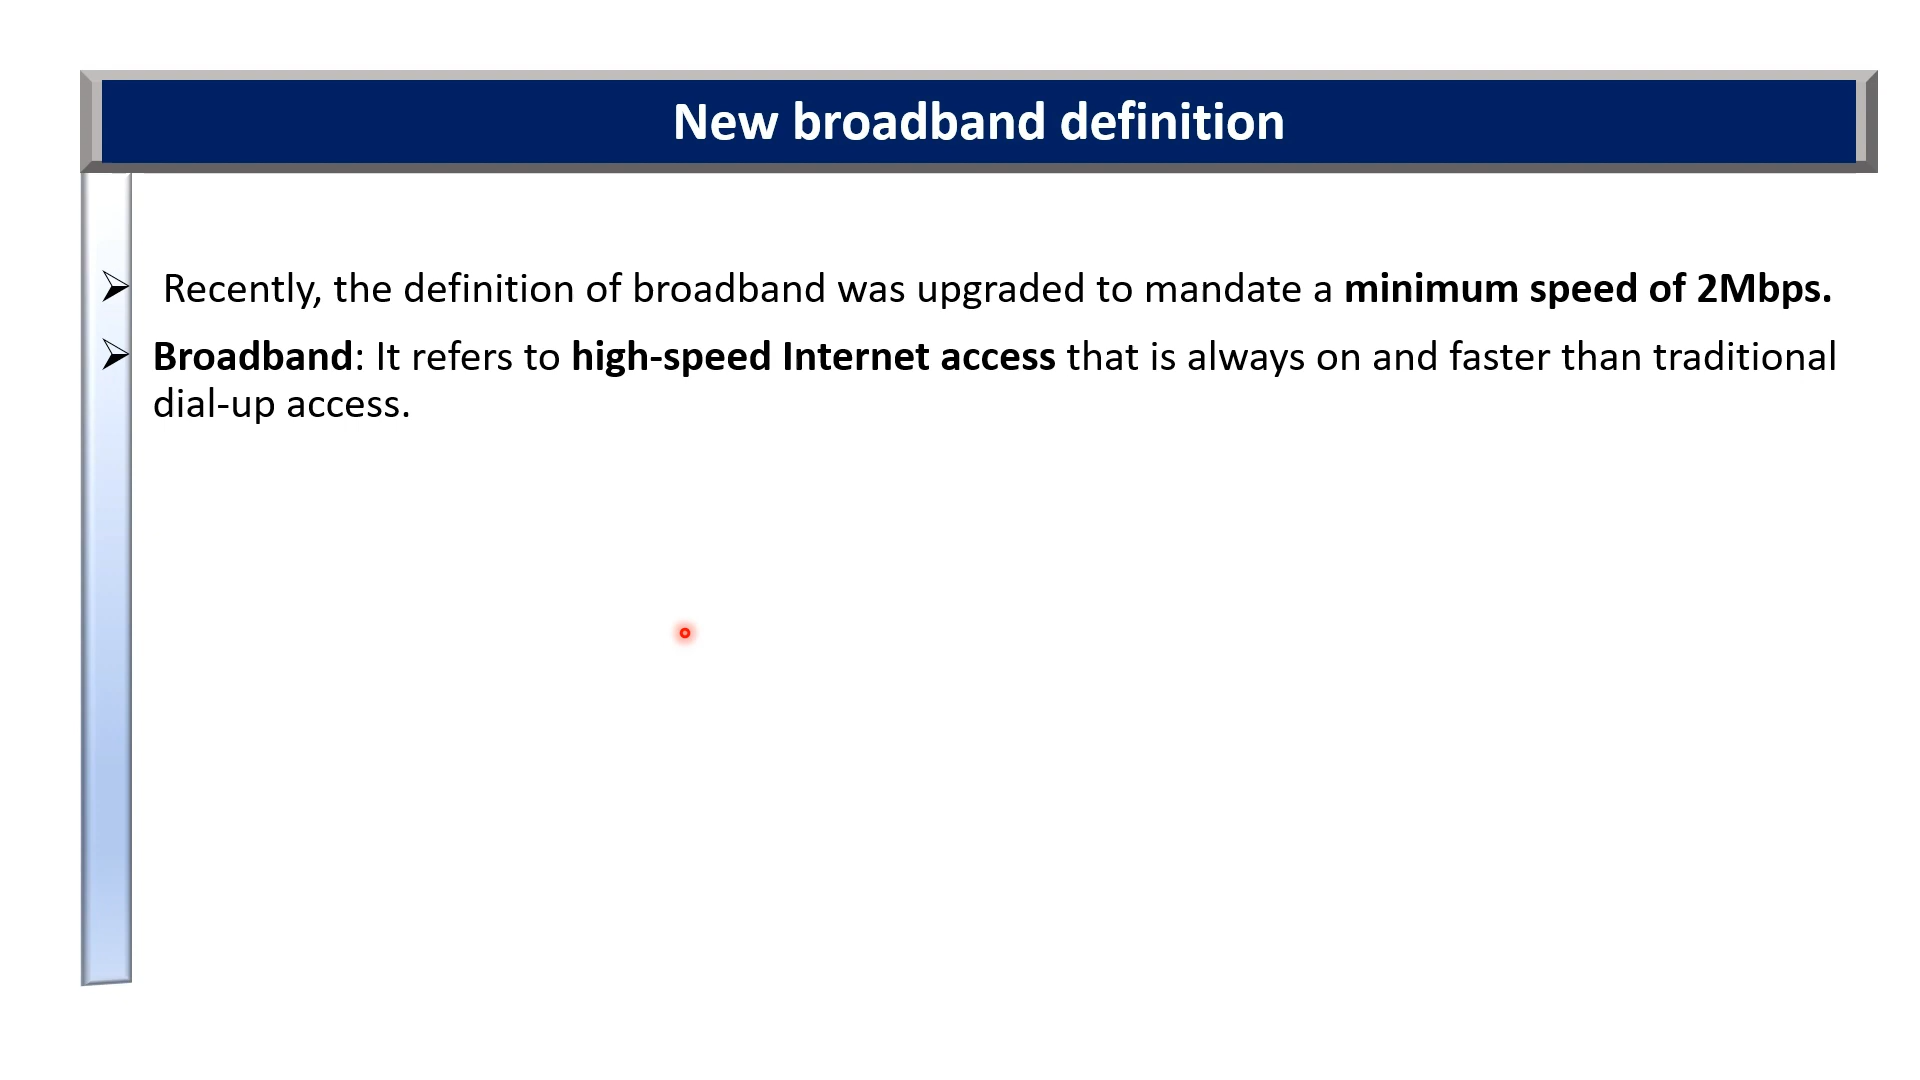 New broadband definition
Recently, the definition of broadband was upgraded to mandate a minimum speed of 2Mbps.
Broadband: It refers to high-speed Internet access that is always on and faster than traditional
dial-up access.